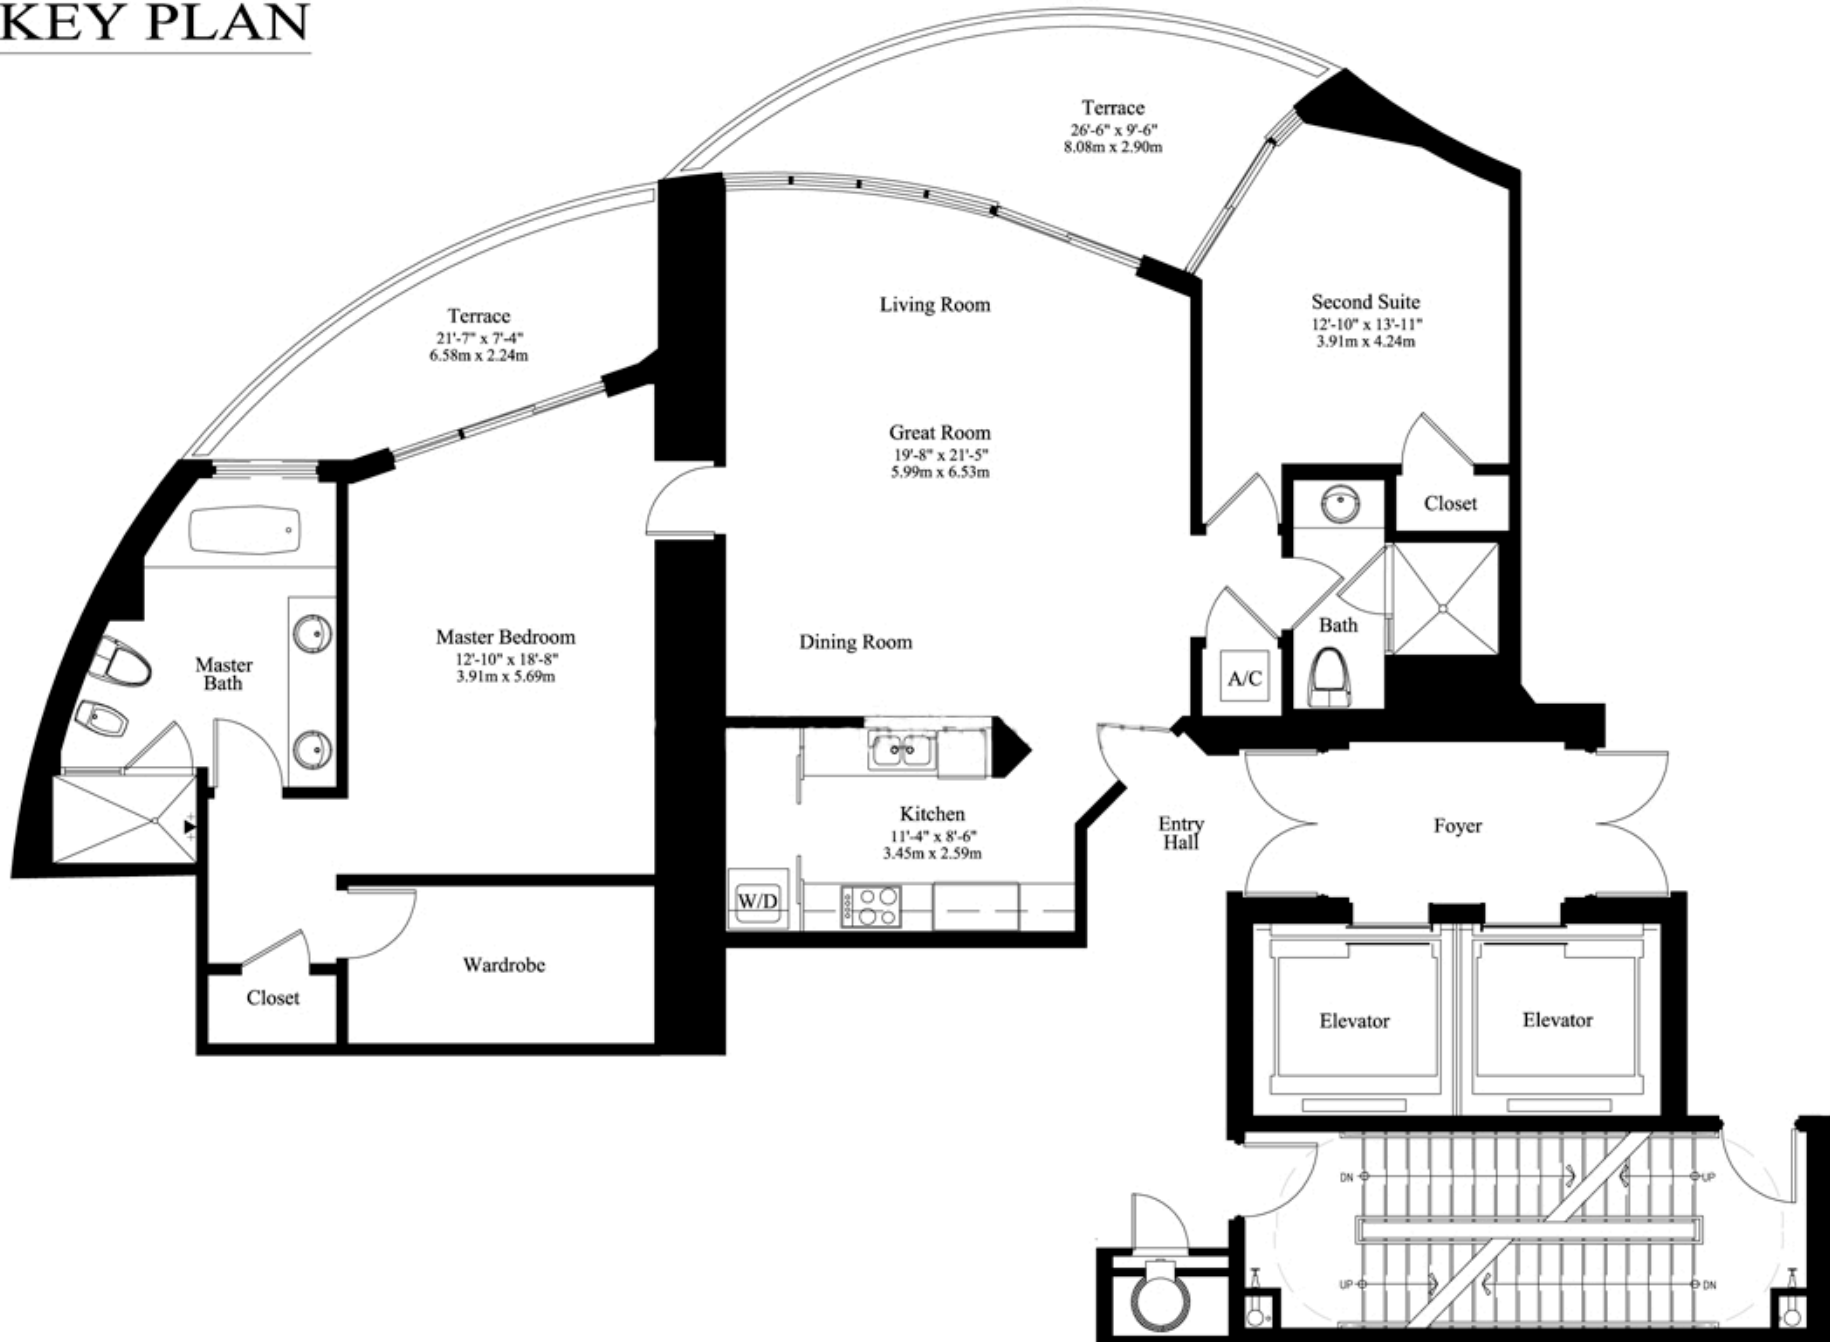 KEY PLAN
Terrace
26'-6" x 9'-6"
8.08m x 2.90m
Terrace
21'-7" x 7'-4"
6.58m x 2.24m
Living Room
Second Suite
12'-10" x 13'-11"
3.91m x 4.24m
Great Room
19'-8" x 21'-5"
5.99m x 6.53m
Closet
Master Bedroom
12'-10" x 18'-8"
3.91m x 5.69m
Dining Room
Bath
Master
Bath
A/C
Kitchen
11'-4" x 8'-6"
3.45m x 2.59m
Entry
Hall
Foyer
W/D
Wardrobe
Closet
Elevator
Elevator
DN
UP
UP
DN